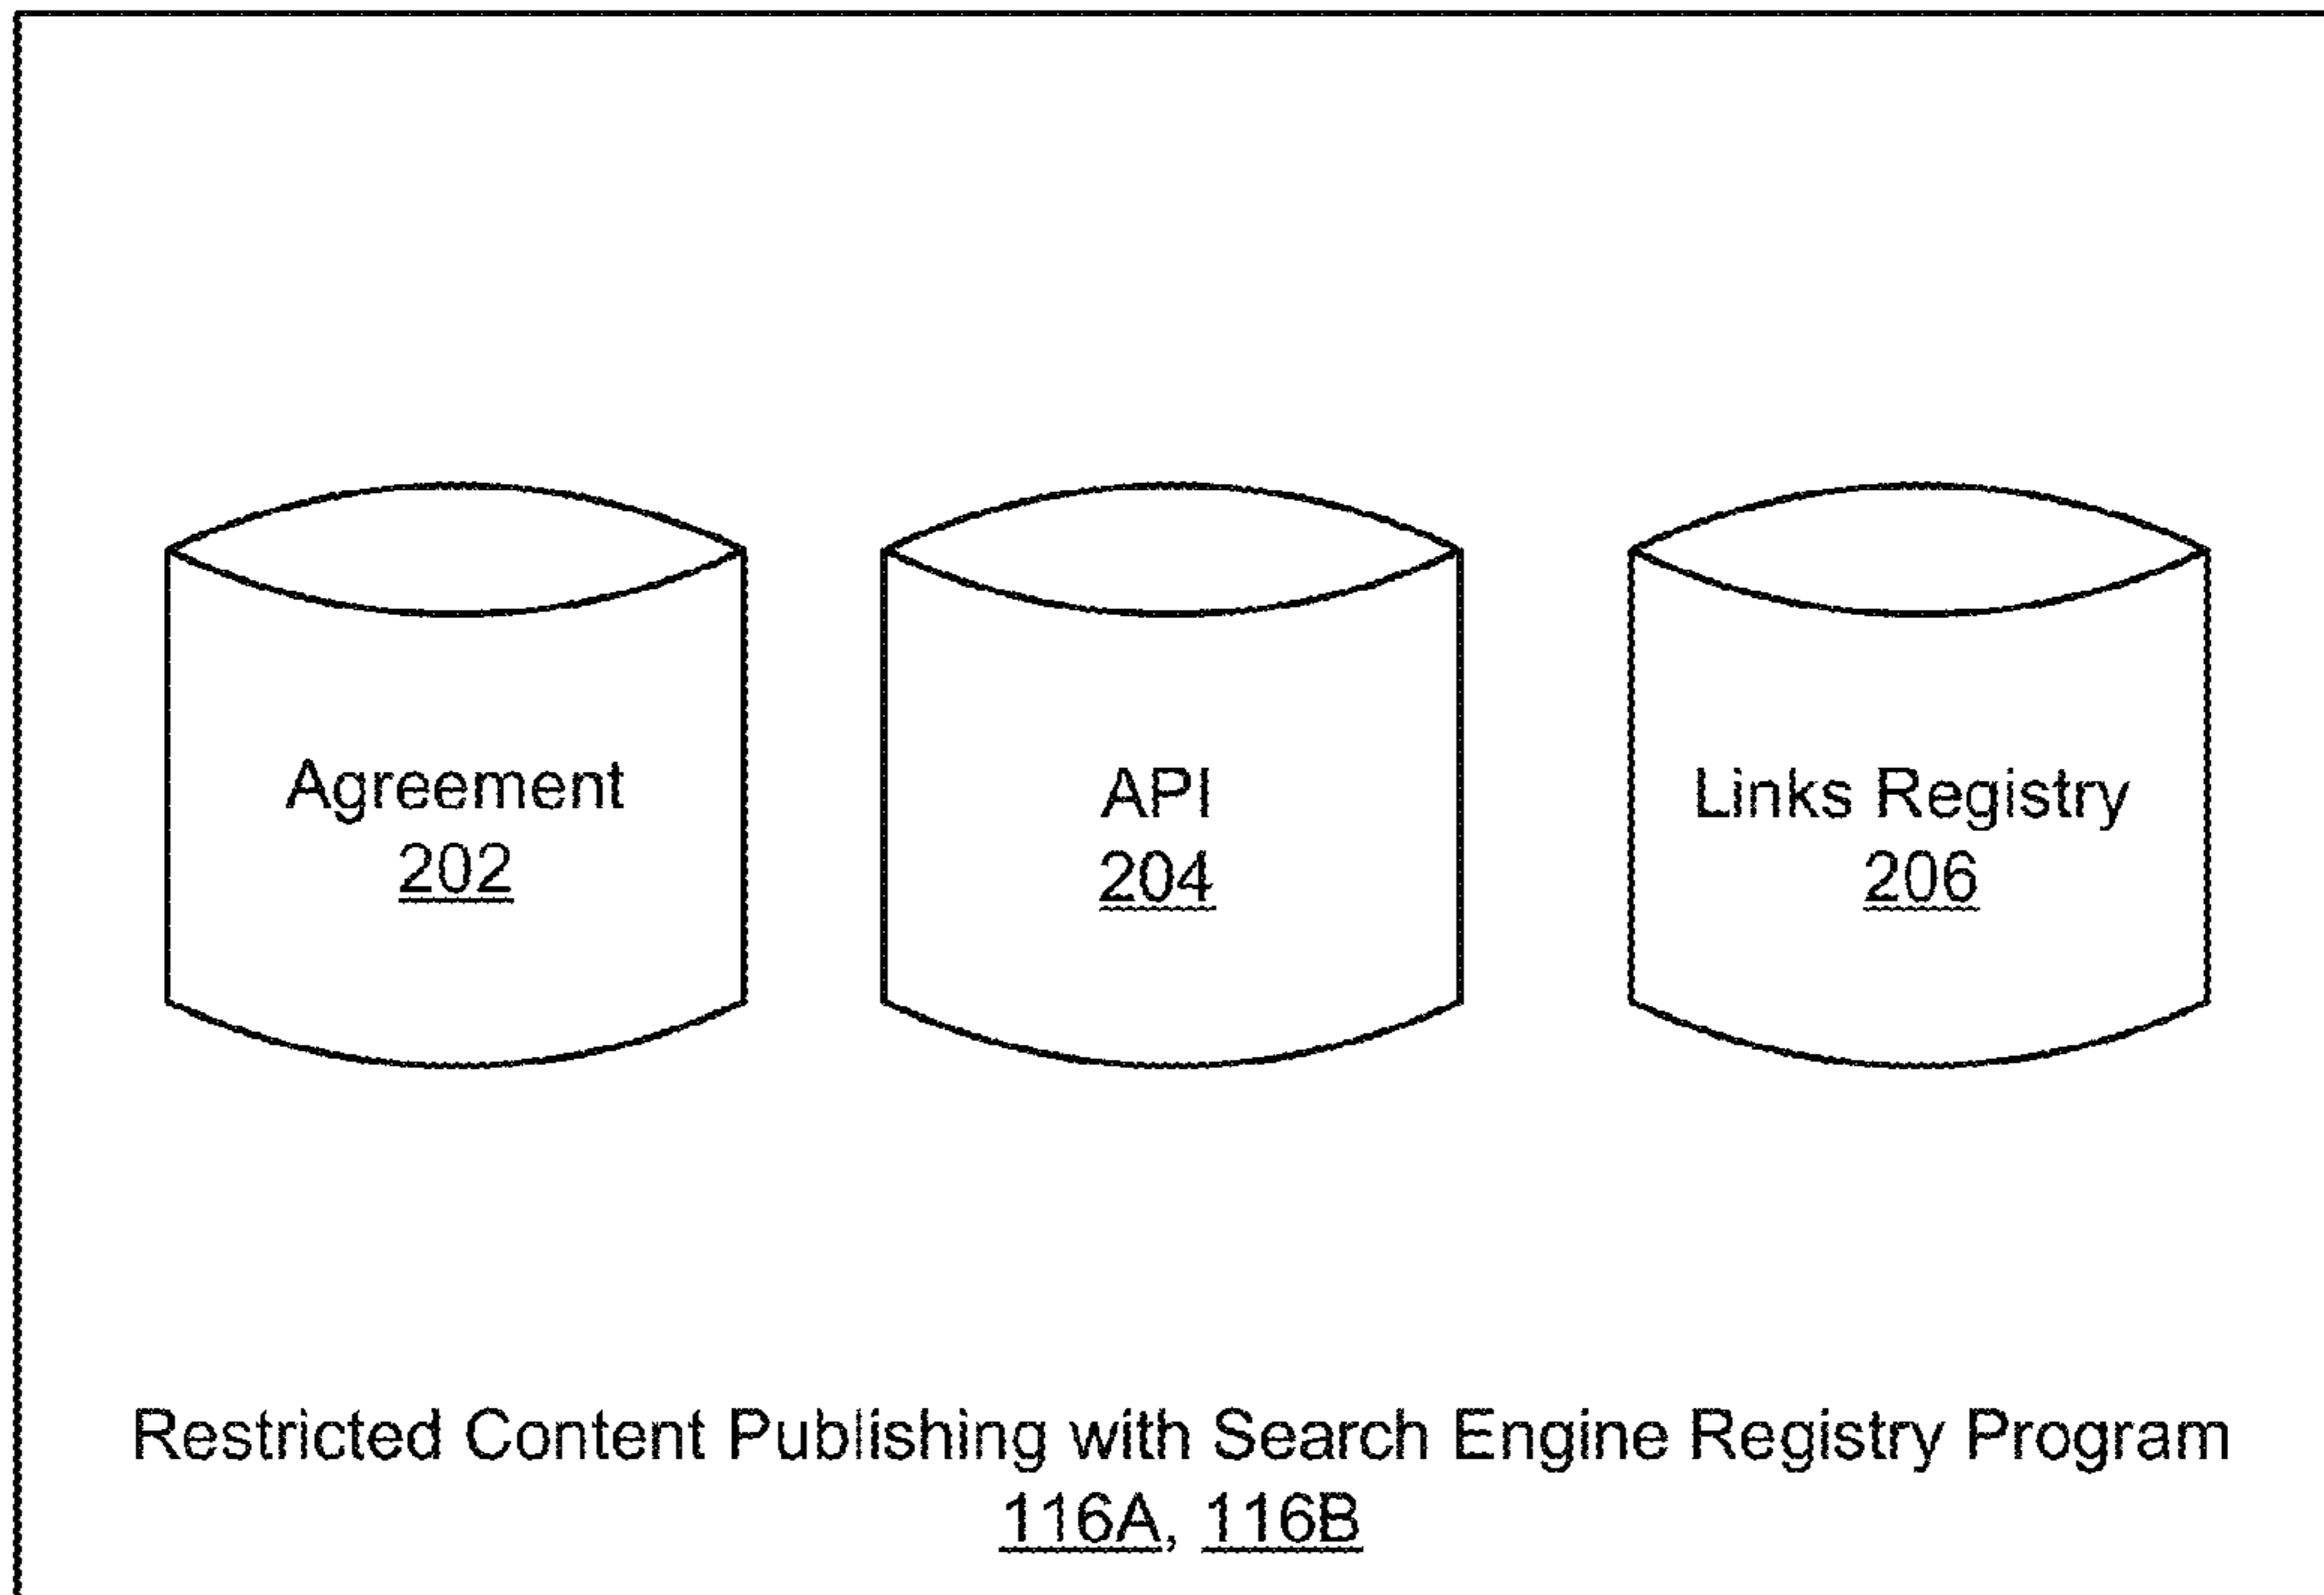 Agreement
202
API
204
Links Registry
206
Restricted Content Publishing with Search Engine Registry Program
116A, 116B